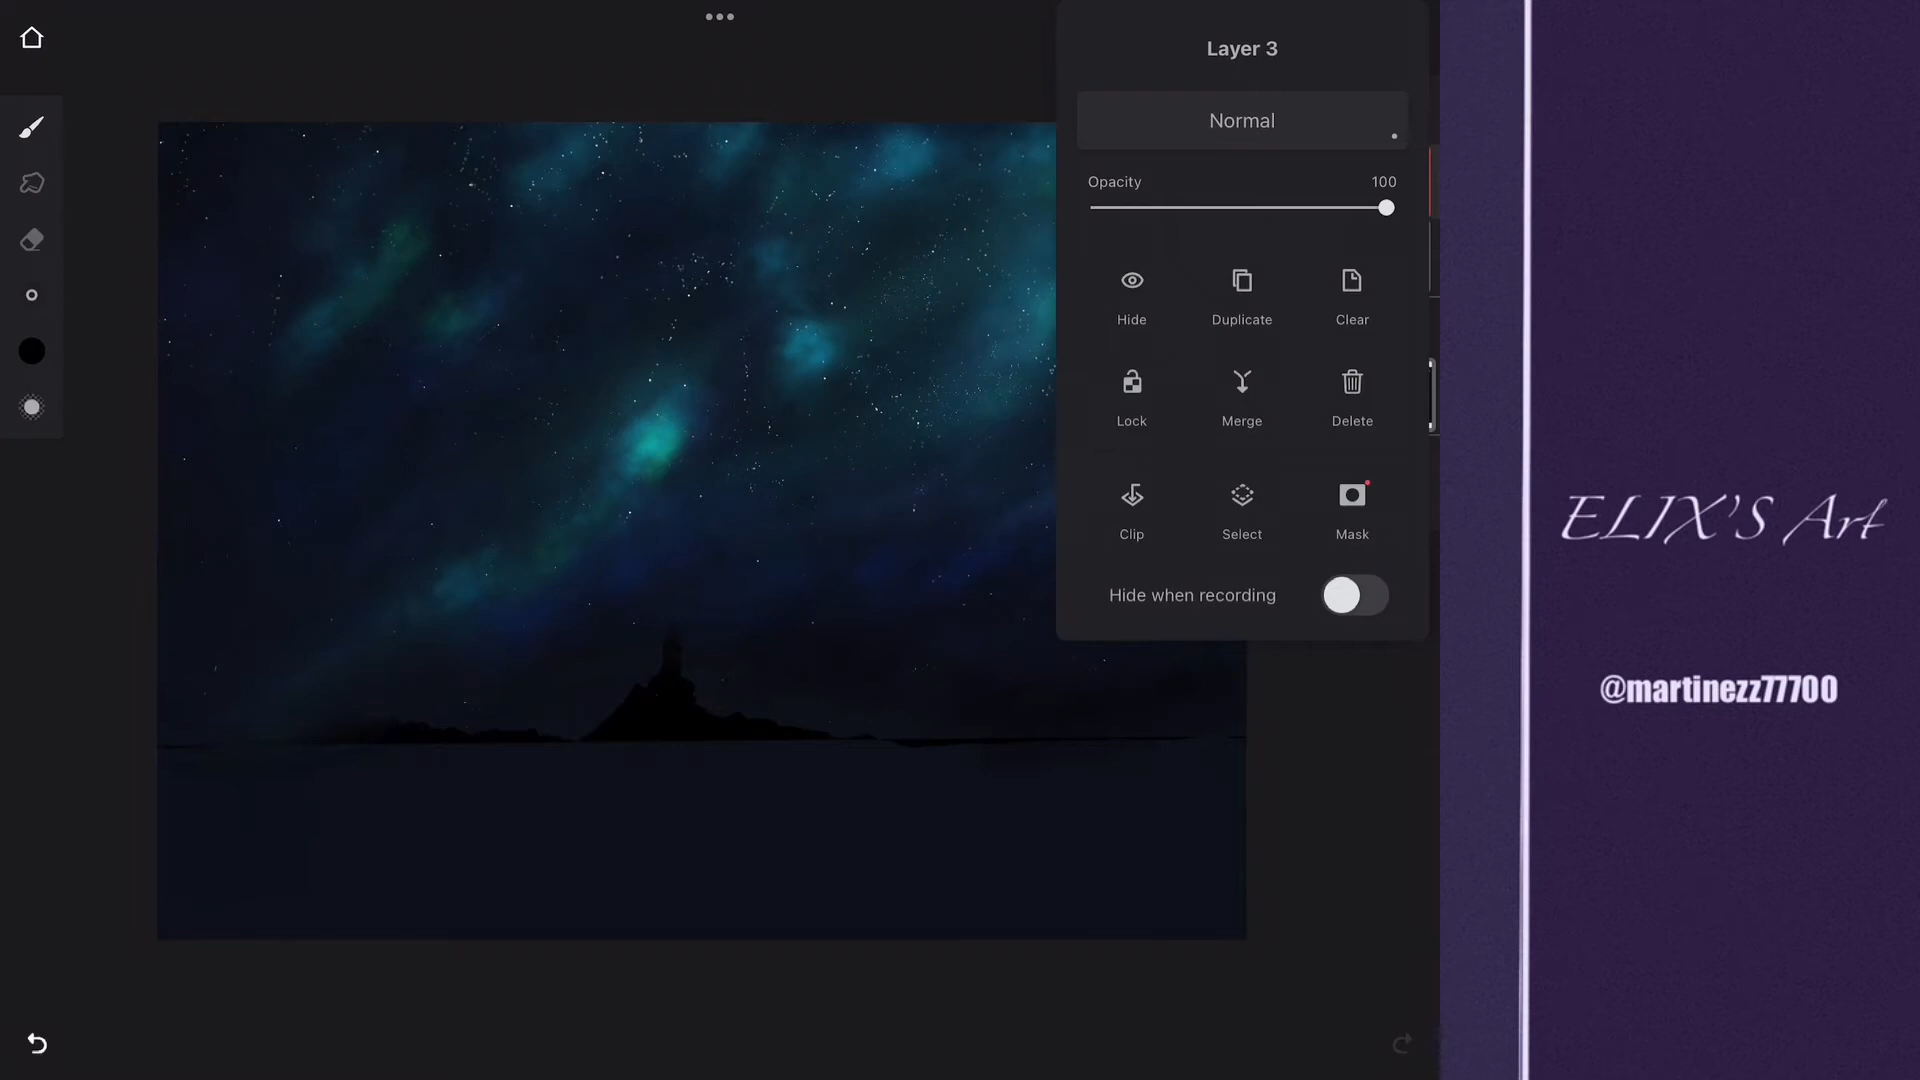 Layer 3
Normal
Opacity 100
Hide Duplicate Clear
Lock Merge Delete
Clip Select Mask
Hide when recording
ELIX'S Art
@martinezz77700